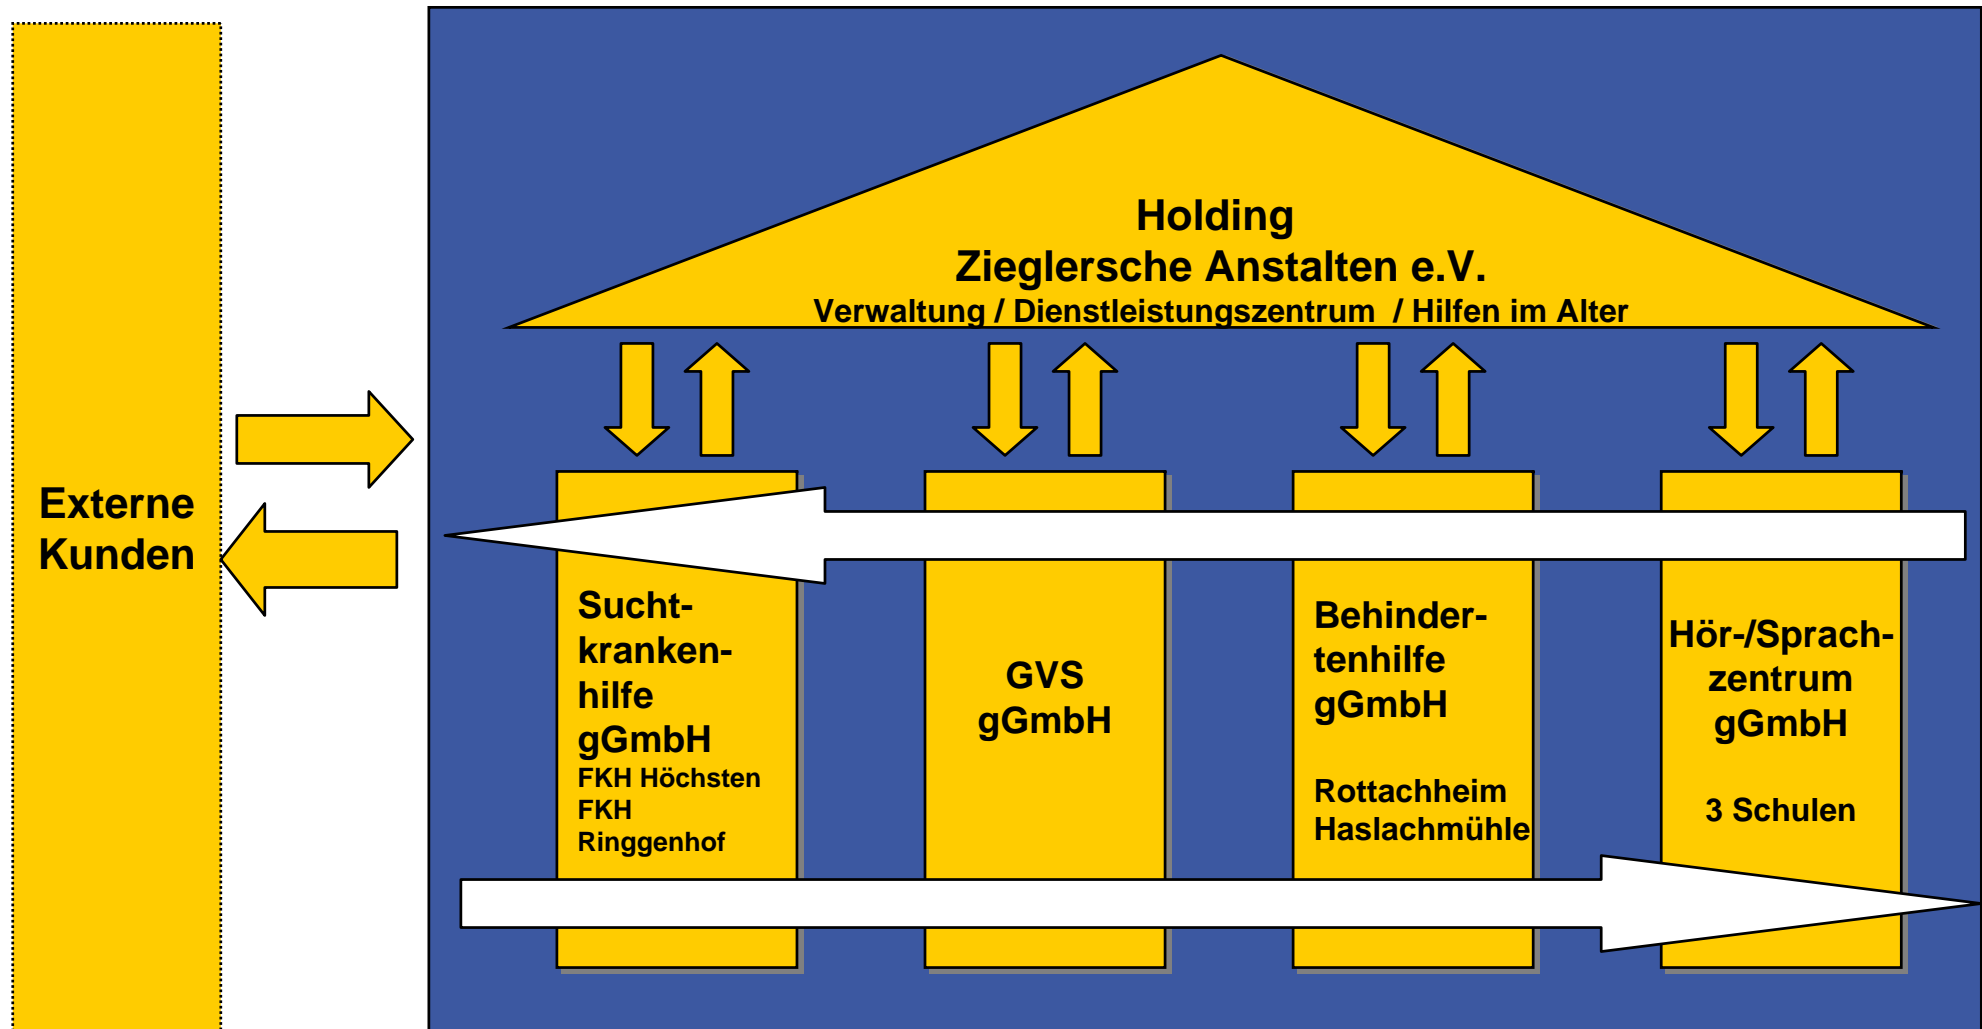 Holding
Zieglersche Anstalten e.V.
Verwaltung / Dienstleistungszentrum / Hilfen im Alter
Externe
Kunden
Sucht-
kranken-
hilfe
gGmbH
FKH Höchsten
FKH
Ringgenhof
GVS
gGmbH
Behinder-
tenhilfe
gGmbH
Rottachheim
Haslachmühle
Hör-/Sprach-
zentrum
gGmbH
3 Schulen